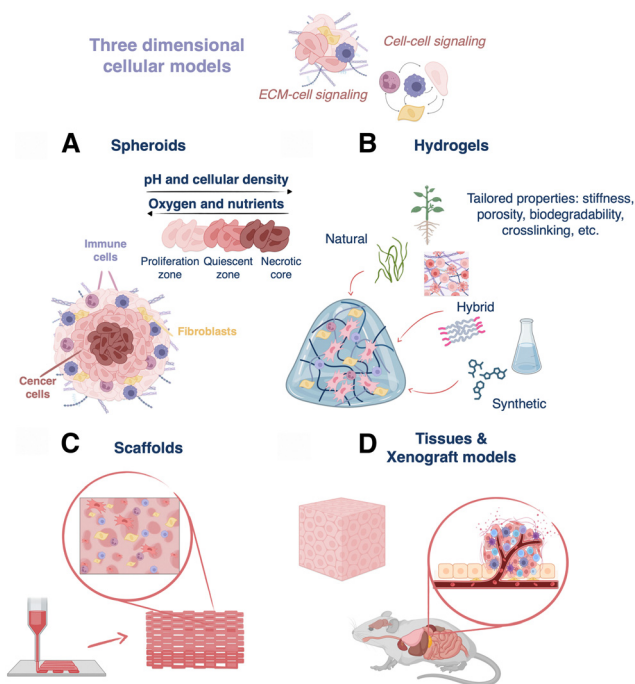 Three dimensional
cellular models
Cell-cell signaling
ECM-cell signaling
A
Spheroids
pH and cellular density
Oxygen and nutrients
Immune
cells
Proliferation
zone
Quiescent
zone
Necrotic
core
Fibroblasts
Cencer
cells
B
Hydrogels
Tailored properties: stiffness,
porosity, biodegradability,
crosslinking, etc.
Natural
Hybrid
Synthetic
C
Scaffolds
D
Tissues &
Xenograft models